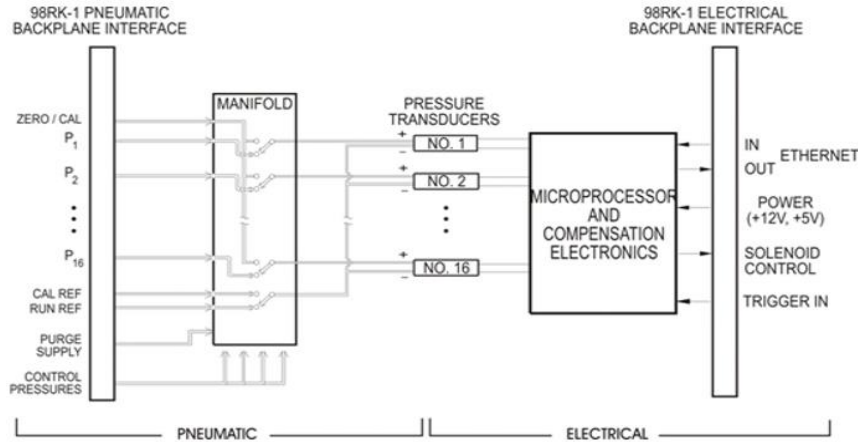 98RK-1 PNEUMATIC
BACKPLANE INTERFACE
98RK-1 ELECTRICAL
BACKPLANE INTERFACE
MANIFOLD
PRESSURE
TRANSDUCERS
ZERO / CAL
P1
P2
P16
CAL REF
RUN REF
PURGE
SUPPLY
CONTROL
PRESSURES
+
NO. 1
−
+
NO. 2
−
+
NO. 16
−
MICROPROCESSOR
AND
COMPENSATION
ELECTRONICS
IN
OUT
ETHERNET
POWER
(+12V, +5V)
SOLENOID
CONTROL
TRIGGER IN
PNEUMATIC
ELECTRICAL